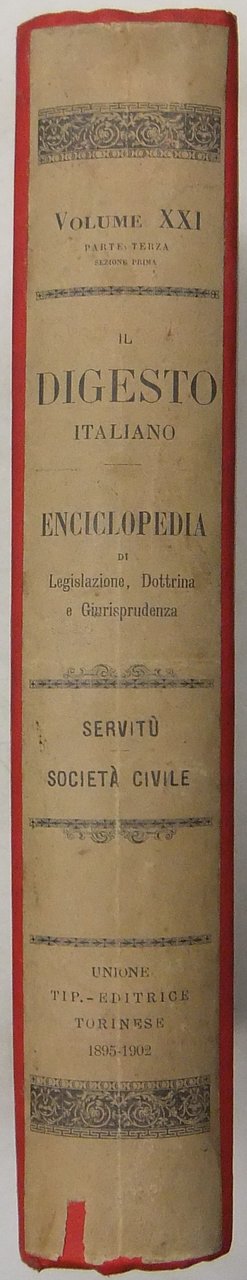 VOLUME XXI
PARTE TERZA
SEZIONE PRIMA
IL
DIGESTO
ITALIANO
ENCICLOPEDIA
DI
Legislazione, Dottrina
e Giurisprudenza
SERVITÙ
SOCIETÀ CIVILE
UNIONE
TIP.-EDITRICE
TORINESE
1895-1902